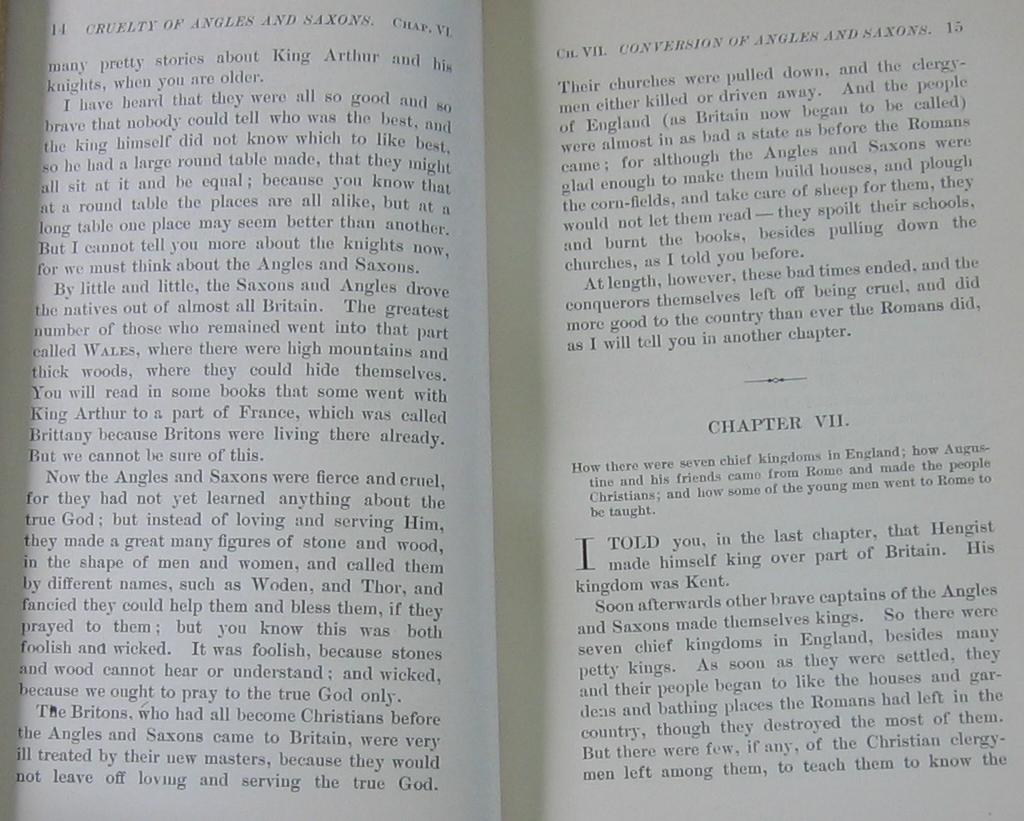 14 CRUELTY OF ANGLES AND SAXONS. CHAP. VI.
many pretty stories about King Arthur and his
knights, when you are older.
I have heard that they were all so good and so
brave that nobody could tell who was the best, and
the king himself did not know which to like best,
so he had a large round table made, that they might
all sit at it and be equal; because you know that
at a round table the places are all alike, but at a
long table one place may seem better than another.
But I cannot tell you more about the knights now,
for we must think about the Angles and Saxons.
By little and little, the Saxons and Angles drove
the natives out of almost all Britain. The greatest
number of those who remained went into that part
called WALES, where there were high mountains and
thick woods, where they could hide themselves.
You will read in some books that some went with
King Arthur to a part of France, which was called
Brittany because Britons were living there already.
But we cannot be sure of this.
Now the Angles and Saxons were fierce and cruel,
for they had not yet learned anything about the
true God; but instead of loving and serving Him,
they made a great many figures of stone and wood,
in the shape of men and women, and called them
by different names, such as Woden, and Thor, and
fancied they could help them and bless them, if they
prayed to them; but you know this was both
foolish and wicked. It was foolish, because stones
and wood cannot hear or understand; and wicked,
because we ought to pray to the true God only.
The Britons, who had all become Christians before
the Angles and Saxons came to Britain, were very
ill treated by their new masters, because they would
not leave off loving and serving the true God.
CH. VII. CONVERSION OF ANGLES AND SAXONS. 15
Their churches were pulled down, and the clergy-
men either killed or driven away. And the people
of England (as Britain now began to be called)
were almost in as bad a state as before the Romans
came; for although the Angles and Saxons were
glad enough to make them build houses, and plough
the corn-fields, and take care of sheep for them, they
would not let them read — they spoilt their schools,
and burnt the books, besides pulling down the
churches, as I told you before.
At length, however, these bad times ended, and the
conquerors themselves left off being cruel, and did
more good to the country than ever the Romans did,
as I will tell you in another chapter.
CHAPTER VII.
How there were seven chief kingdoms in England; how Augus-
tine and his friends came from Rome and made the people
Christians; and how some of the young men went to Rome to
be taught.
I TOLD you, in the last chapter, that Hengist
made himself king over part of Britain. His
kingdom was Kent.
Soon afterwards other brave captains of the Angles
and Saxons made themselves kings. So there were
seven chief kingdoms in England, besides many
petty kings. As soon as they were settled, they
and their people began to like the houses and gar-
dens and bathing places the Romans had left in the
country, though they destroyed the most of them.
But there were few, if any, of the Christian clergy-
men left among them, to teach them to know the